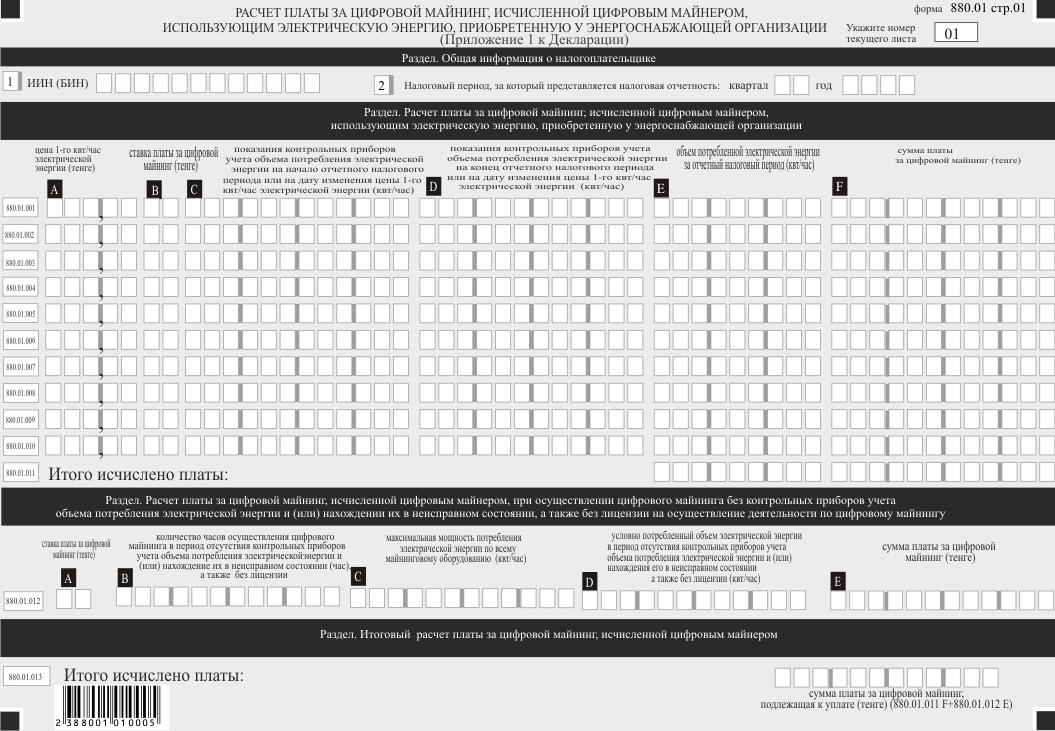 РАСЧЕТ ПЛАТЫ ЗА ЦИФРОВОЙ МАЙНИНГ, ИСЧИСЛЕННОЙ ЦИФРОВЫМ МАЙНЕРОМ,
ИСПОЛЬЗУЮЩИМ ЭЛЕКТРИЧЕСКУЮ ЭНЕРГИЮ, ПРИОБРЕТЕННУЮ У ЭНЕРГОСНАБЖАЮЩЕЙ ОРГАНИЗАЦИИ
(Приложение 1 к Декларации)
форма 880.01 стр.01
Укажите номер
текущего листа
01
Раздел. Общая информация о налогоплательщике
1 ИИН (БИН)
2 Налоговый период, за который представляется налоговая отчетность: квартал год
Раздел. Расчет платы за цифровой майнинг, исчисленной цифровым майнером,
использующим электрическую энергию, приобретенную у энергоснабжающей организации
цена 1-го квт/час
электрической
энергии (тенге)
A
ставка платы за цифровой
майнинг (тенге)
B
показания контрольных приборов
учета объема потребления электрической
энергии на начало отчетного налогового
периода или на дату изменения цены 1-го
квт/час электрической энергии (квт/час)
C
показания контрольных приборов учета
объема потребления электрической энергии
на конец отчетного налогового периода
или на дату изменения цены 1-го квт/час
электрической энергии (квт/час)
D
объем потребленной электрической энергии
за отчетный налоговый период (квт/час)
E
сумма платы
за цифровой майнинг (тенге)
F
880.01.001 ,
880.01.002 ,
880.01.003 ,
880.01.004 ,
880.01.005 ,
880.01.006 ,
880.01.007 ,
880.01.008 ,
880.01.009 ,
880.01.010 ,
880.01.011 Итого исчислено платы:
Раздел. Расчет платы за цифровой майнинг, исчисленной цифровым майнером, при осуществлении цифрового майнинга без контрольных приборов учета
объема потребления электрической энергии и (или) нахождении их в неисправном состоянии, а также без лицензии на осуществление деятельности по цифровому майнингу
ставка платы за цифровой
майнинг (тенге)
A
количество часов осуществления цифрового
майнинга в период отсутствия контрольных приборов
учета объема потребления электрическойэнергии и
(или) нахождение их в неисправном состоянии (час),
а также без лицензии
B
максимальная мощность потребления
электрической энергии по всему
майнинговому оборудованию (квт/час)
C
условно потребленный объем электрической энергии
в период отсутствия контрольных приборов учета
объема потребления электрической энергии и (или)
нахождения его в неисправном состоянии
а также без лицензии (квт/час)
D
сумма платы за цифровой
майнинг (тенге)
E
880.01.012
Раздел. Итоговый расчет платы за цифровой майнинг, исчисленной цифровым майнером
880.01.013 Итого исчислено платы:
сумма платы за цифровой майнинг,
подлежащая к уплате (тенге) (880.01.011 F+880.01.012 E)
2 388001 010005